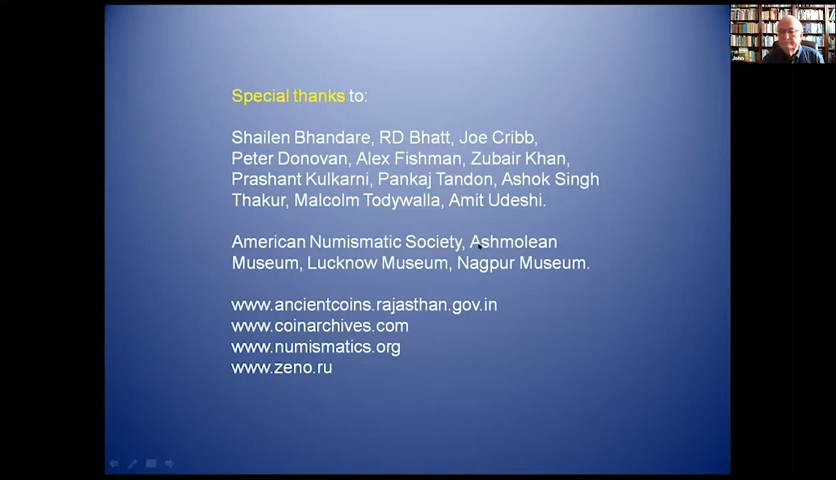 Special thanks to:
Shailen Bhandare, RD Bhatt, Joe Cribb,
Peter Donovan, Alex Fishman, Zubair Khan,
Prashant Kulkarni, Pankaj Tandon, Ashok Singh
Thakur, Malcolm Todywalla, Amit Udeshi.
American Numismatic Society, Ashmolean
Museum, Lucknow Museum, Nagpur Museum.
www.ancientcoins.rajasthan.gov.in
www.coinarchives.com
www.numismatics.org
www.zeno.ru
John